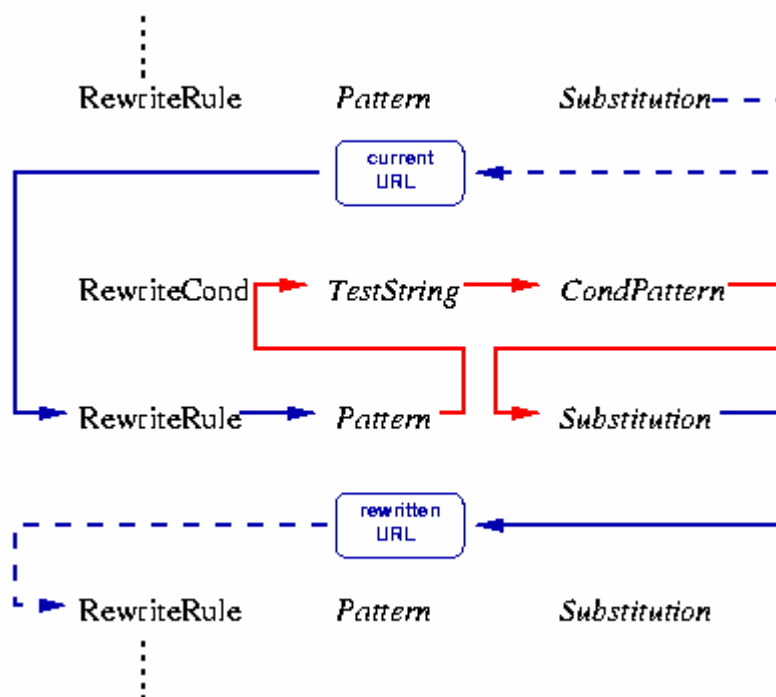 RewriteRule Pattern Substitution
current
URL
RewriteCond TestString CondPattern
RewriteRule Pattern Substitution
rewritten
URL
RewriteRule Pattern Substitution